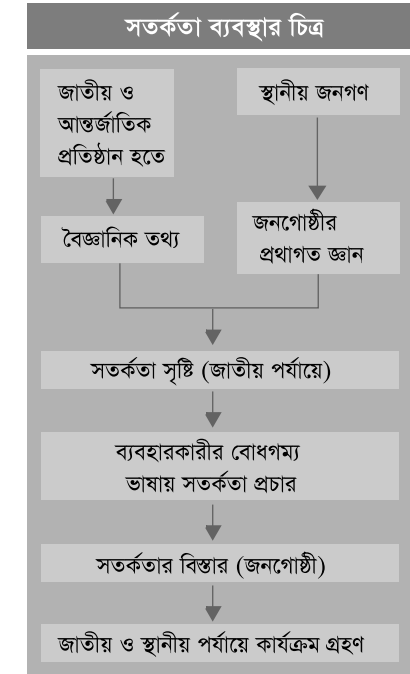 সতর্কতা ব্যবস্থার চিত্র
জাতীয় ও
আন্তর্জাতিক
প্রতিষ্ঠান হতে
স্থানীয় জনগণ
বৈজ্ঞানিক তথ্য
জনগোষ্ঠীর
প্রথাগত জ্ঞান
সতর্কতা সৃষ্টি (জাতীয় পর্যায়ে)
ব্যবহারকারীর বোধগম্য
ভাষায় সতর্কতা প্রচার
সতর্কতার বিস্তার (জনগোষ্ঠী)
জাতীয় ও স্থানীয় পর্যায়ে কার্যক্রম গ্রহণ